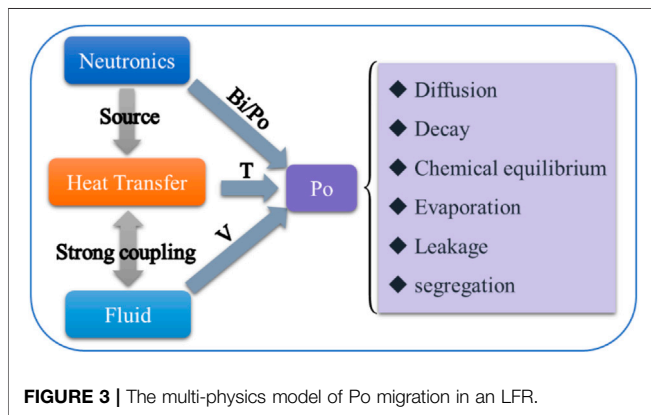 Neutronics
Source
Bi/Po
Heat Transfer
T
Po
Strong coupling
V
Fluid
◆ Diffusion
◆ Decay
◆ Chemical equilibrium
◆ Evaporation
◆ Leakage
◆ segregation
FIGURE 3 | The multi-physics model of Po migration in an LFR.